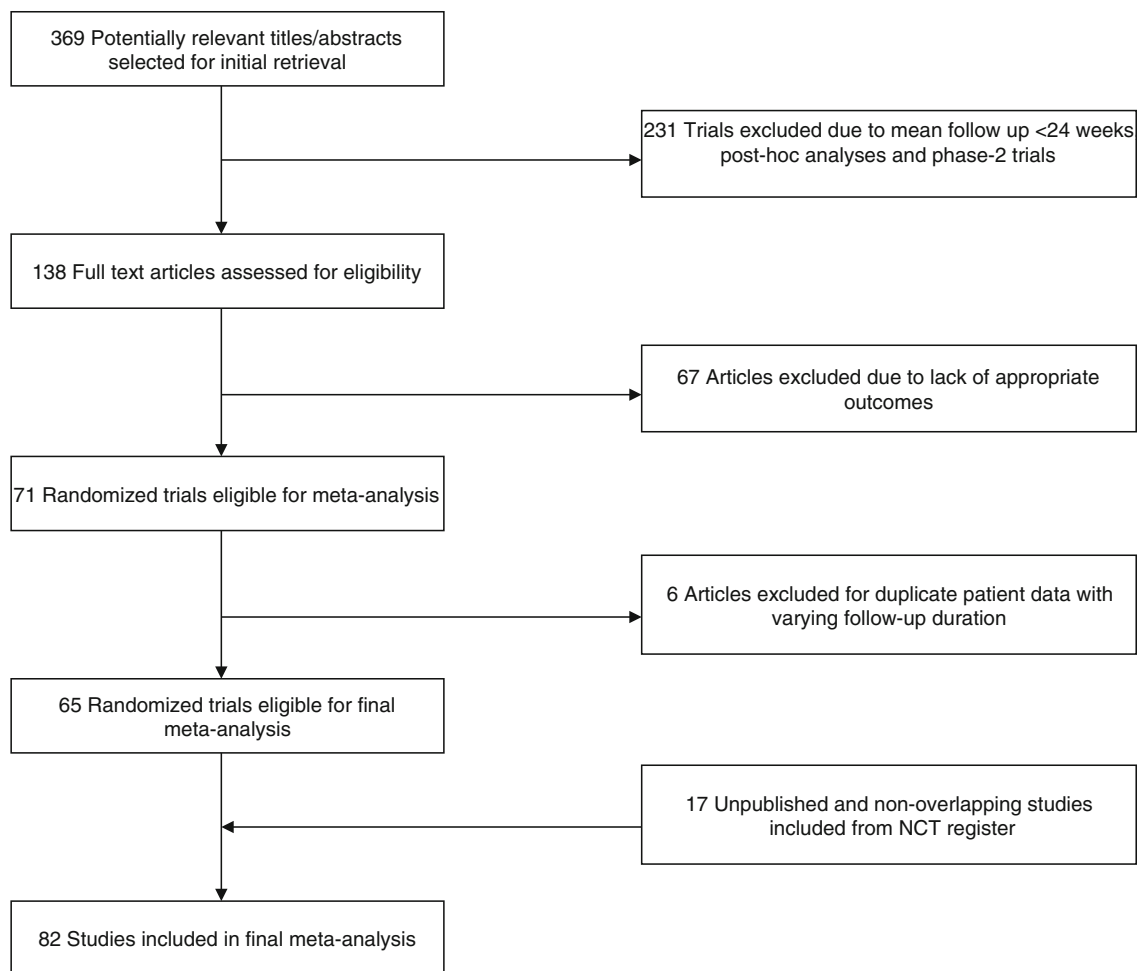 369 Potentially relevant titles/abstracts
selected for initial retrieval
231 Trials excluded due to mean follow up <24 weeks
post-hoc analyses and phase-2 trials
138 Full text articles assessed for eligibility
67 Articles excluded due to lack of appropriate
outcomes
71 Randomized trials eligible for meta-analysis
6 Articles excluded for duplicate patient data with
varying follow-up duration
65 Randomized trials eligible for final
meta-analysis
17 Unpublished and non-overlapping studies
included from NCT register
82 Studies included in final meta-analysis